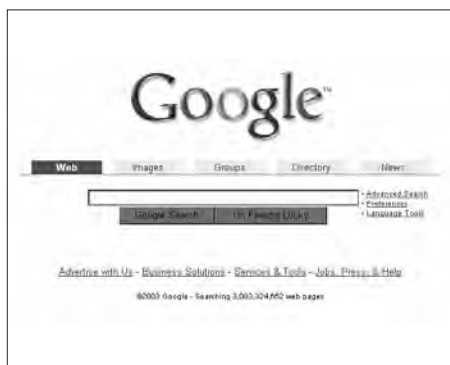 Google™
Web Images Groups Directory News
Google Search I'm Feeling Lucky
• Advanced Search
• Preferences
• Language Tools
Advertise with Us - Business Solutions - Services & Tools - Jobs, Press, & Help
©2003 Google - Searching 3,083,324,652 web pages